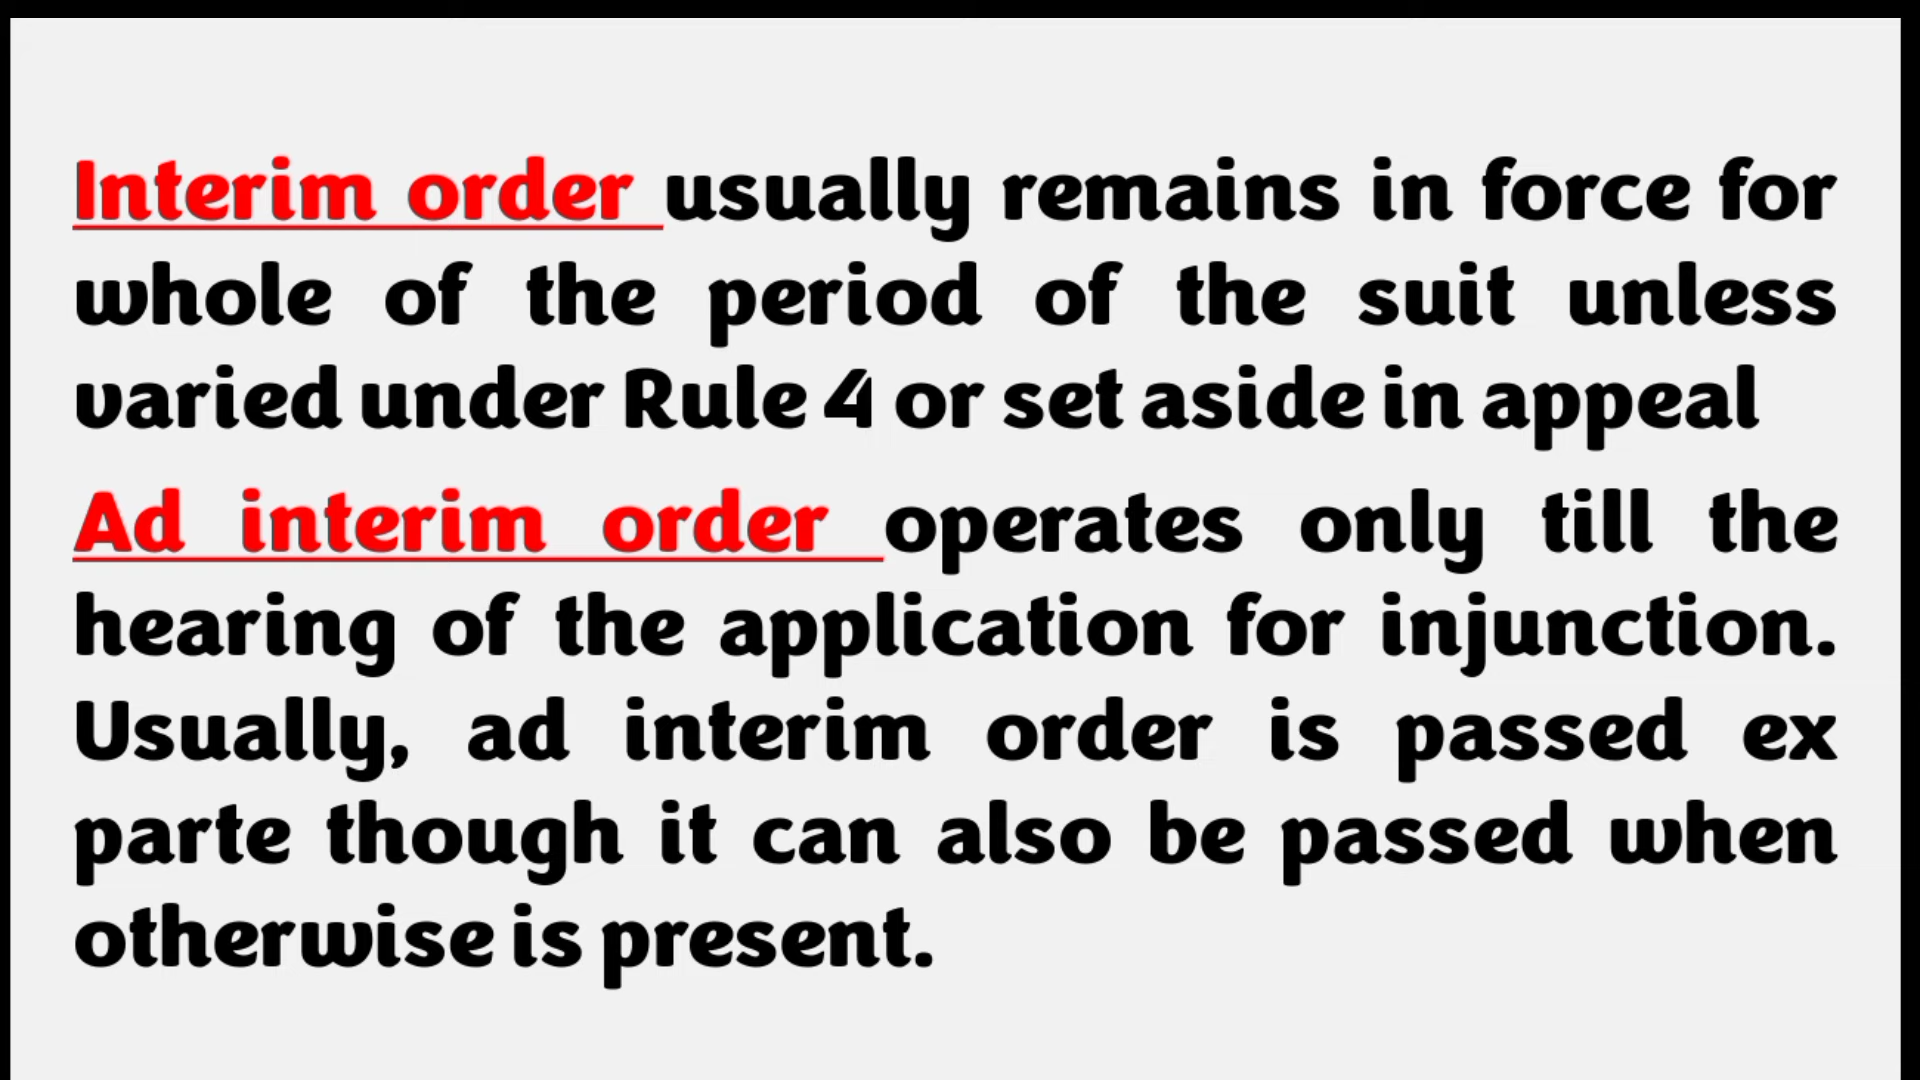 Interim order usually remains in force for
whole of the period of the suit unless
varied under Rule 4 or set aside in appeal
Ad interim order operates only till the
hearing of the application for injunction.
Usually, ad interim order is passed ex
parte though it can also be passed when
otherwise is present.